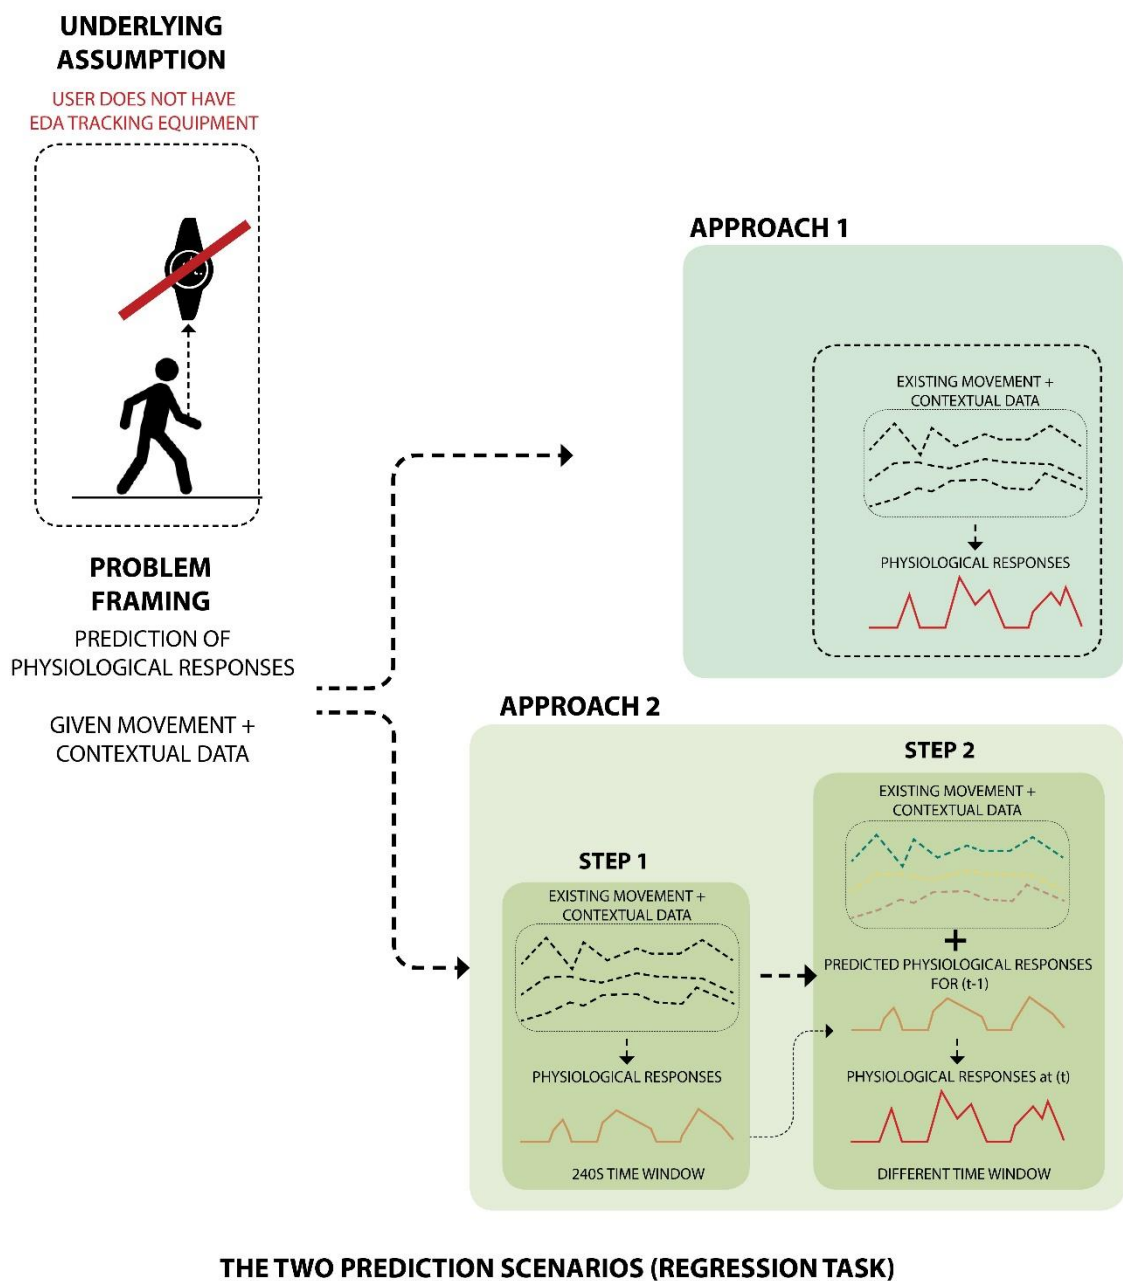 UNDERLYING
ASSUMPTION
USER DOES NOT HAVE
EDA TRACKING EQUIPMENT
PROBLEM
FRAMING
PREDICTION OF
PHYSIOLOGICAL RESPONSES
GIVEN MOVEMENT +
CONTEXTUAL DATA
APPROACH 1
EXISTING MOVEMENT +
CONTEXTUAL DATA
PHYSIOLOGICAL RESPONSES
APPROACH 2
STEP 1
EXISTING MOVEMENT +
CONTEXTUAL DATA
PHYSIOLOGICAL RESPONSES
240S TIME WINDOW
STEP 2
EXISTING MOVEMENT +
CONTEXTUAL DATA
+
PREDICTED PHYSIOLOGICAL RESPONSES
FOR (t-1)
PHYSIOLOGICAL RESPONSES at (t)
DIFFERENT TIME WINDOW
THE TWO PREDICTION SCENARIOS (REGRESSION TASK)